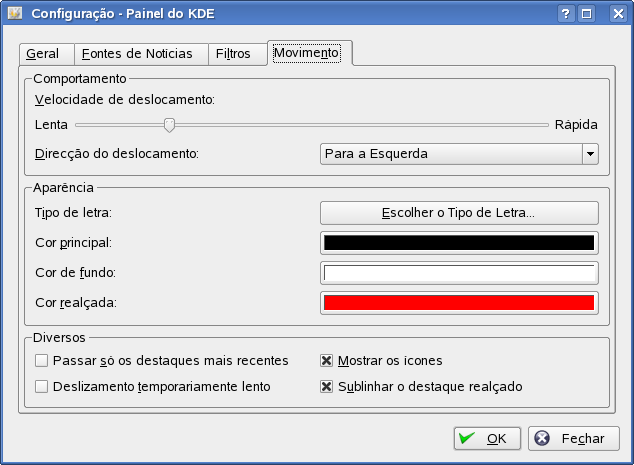 Configuração - Painel do KDE
Geral Fontes de Notícias Filtros Movimento
Comportamento
Velocidade de deslocamento:
Lenta Rápida
Direcção do deslocamento: Para a Esquerda
Aparência
Tipo de letra: Escolher o Tipo de Letra...
Cor principal:
Cor de fundo:
Cor realçada:
Diversos
Passar só os destaques mais recentes Mostrar os ícones
Deslizamento temporariamente lento Sublinhar o destaque realçado
OK Fechar